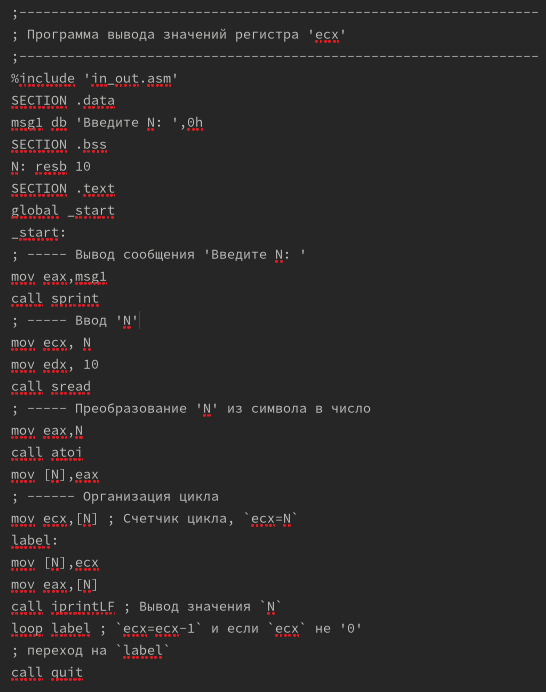 ;-----------------------------------------------------------------
; Программа вывода значений регистра 'ecx'
;-----------------------------------------------------------------
%include 'in_out.asm'
SECTION .data
msg1 db 'Введите N: ',0h
SECTION .bss
N: resb 10
SECTION .text
global _start
_start:
; ----- Вывод сообщения 'Введите N: '
mov eax,msg1
call sprint
; ----- Ввод 'N'
mov ecx, N
mov edx, 10
call sread
; ----- Преобразование 'N' из символа в число
mov eax,N
call atoi
mov [N],eax
; ------ Организация цикла
mov ecx,[N] ; Счетчик цикла, `ecx=N`
label:
mov [N],ecx
mov eax,[N]
call iprintLF ; Вывод значения `N`
loop label ; `ecx=ecx-1` и если `ecx` не '0'
; переход на `label`
call quit